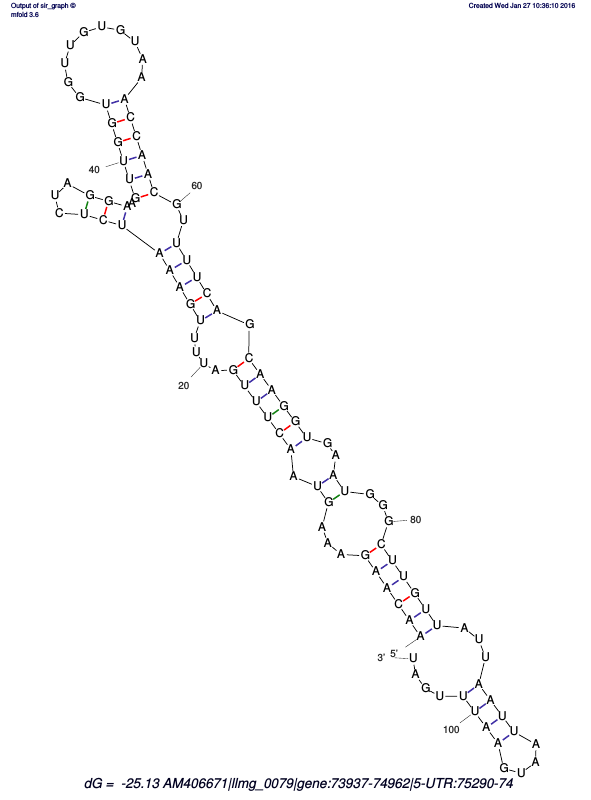 Output of sir_graph ©
mfold 3.6
Created Wed Jan 27 10:36:10 2016
U G U G
U U
U A
G A
G U A
G C
G C
40 U A
U A
A G G A A G C 60
U C U C U G
A U
A U
A U
G C
U A G
U C
20 U U A G A
U A
U G
U G
C U
A G
A A
U A
G U G
A G
A G 80
A G C
A U
A U
C G
A U
A U A
3' 5' U
U U
A A
G U U A
100 A U
A U A
G U A
dG = -25.13 AM406671|llmg_0079|gene:73937-74962|5-UTR:75290-74